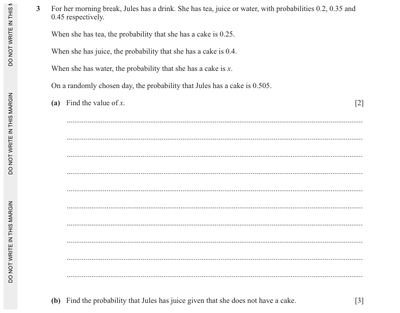 3 For her morning break, Jules has a drink. She has tea, juice or water, with probabilities 0.2, 0.35 and
0.45 respectively.
When she has tea, the probability that she has a cake is 0.25.
When she has juice, the probability that she has a cake is 0.4.
When she has water, the probability that she has a cake is x.
On a randomly chosen day, the probability that Jules has a cake is 0.505.
(a) Find the value of x. [2]
(b) Find the probability that Jules has juice given that she does not have a cake. [3]
DO NOT WRITE IN THIS
DO NOT WRITE IN THIS MARGIN
DO NOT WRITE IN THIS MARGIN